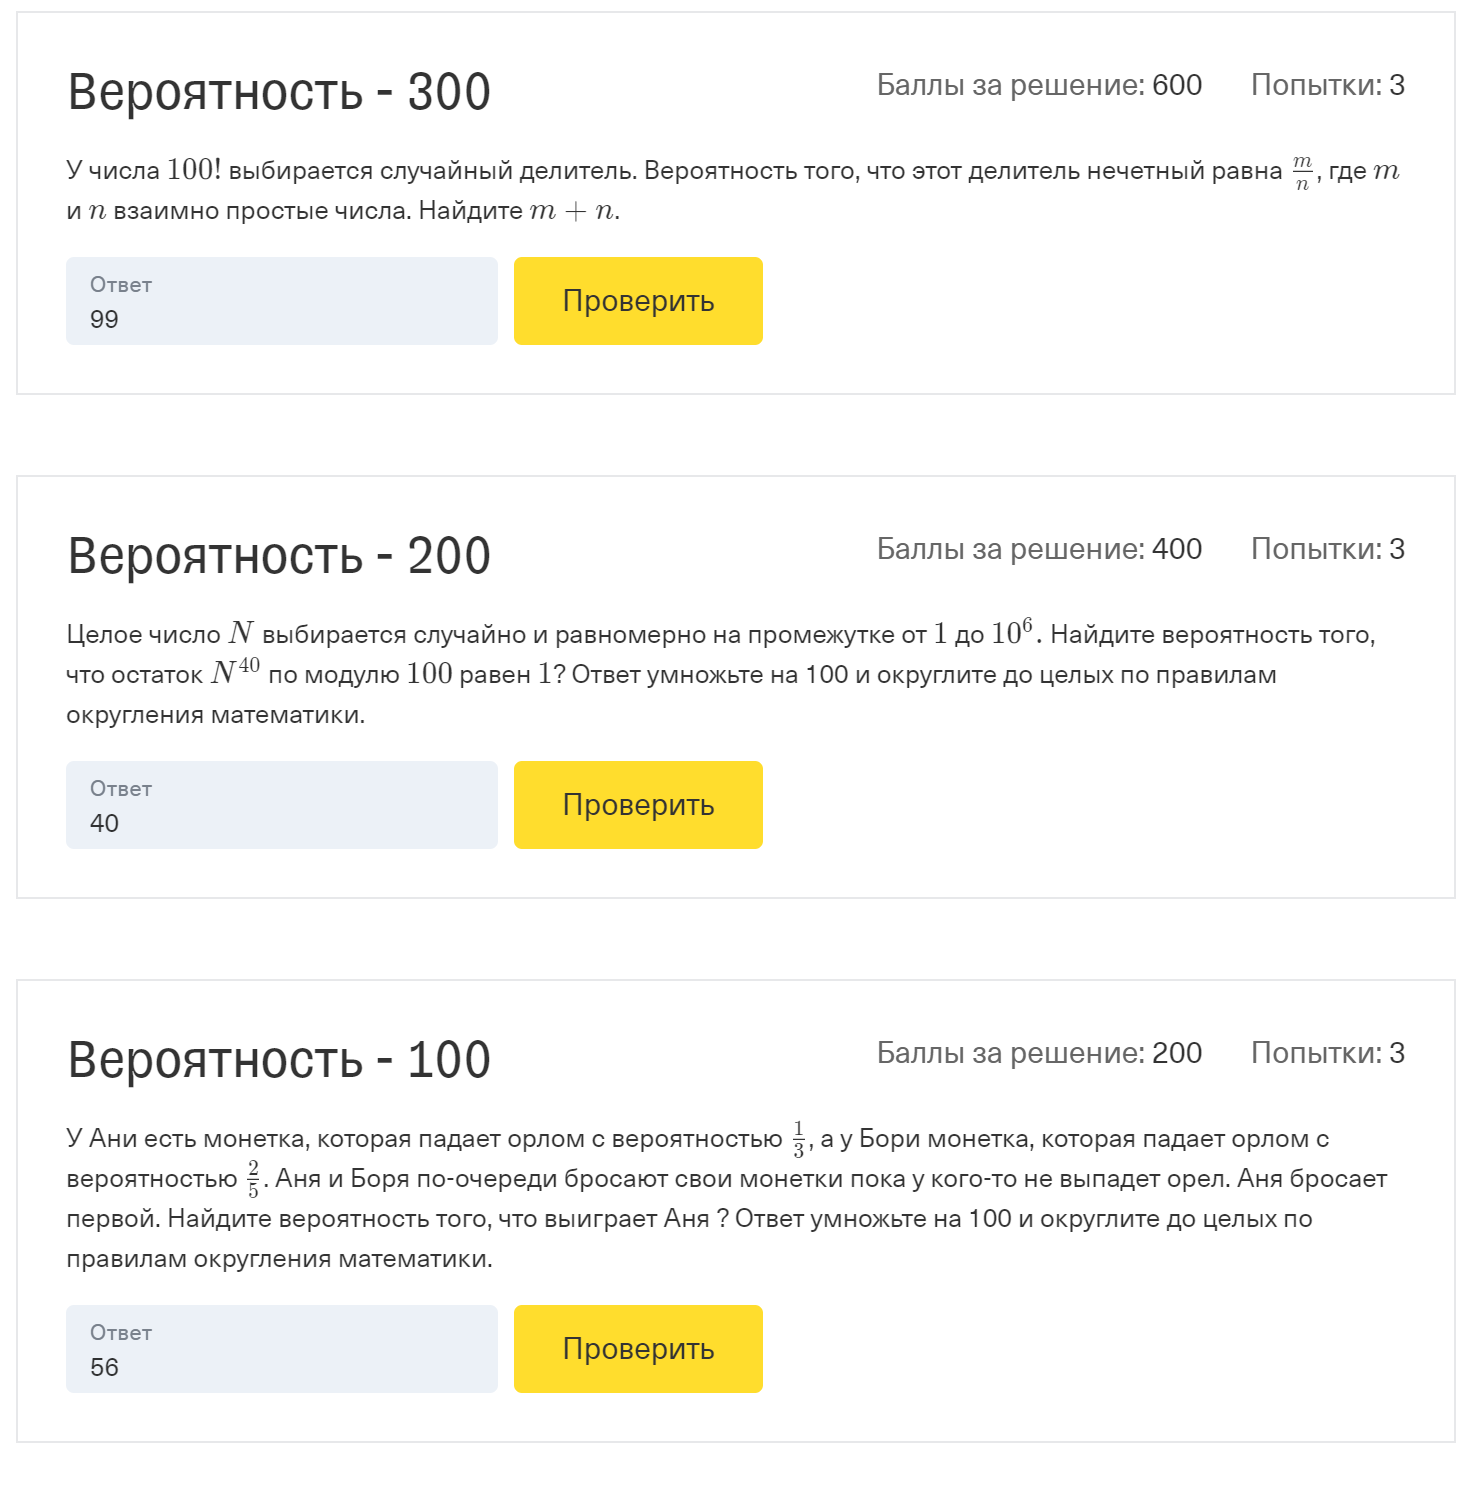 Вероятность - 300
Баллы за решение: 600 Попытки: 3
У числа 100! выбирается случайный делитель. Вероятность того, что этот делитель нечетный равна m/n, где m
и n взаимно простые числа. Найдите m + n.
Ответ
99
Проверить
Вероятность - 200
Баллы за решение: 400 Попытки: 3
Целое число N выбирается случайно и равномерно на промежутке от 1 до 10^6. Найдите вероятность того,
что остаток N^40 по модулю 100 равен 1? Ответ умножьте на 100 и округлите до целых по правилам
округления математики.
Ответ
40
Проверить
Вероятность - 100
Баллы за решение: 200 Попытки: 3
У Ани есть монетка, которая падает орлом с вероятностью 1/3, а у Бори монетка, которая падает орлом с
вероятностью 2/5. Аня и Боря по-очереди бросают свои монетки пока у кого-то не выпадет орел. Аня бросает
первой. Найдите вероятность того, что выиграет Аня ? Ответ умножьте на 100 и округлите до целых по
правилам округления математики.
Ответ
56
Проверить